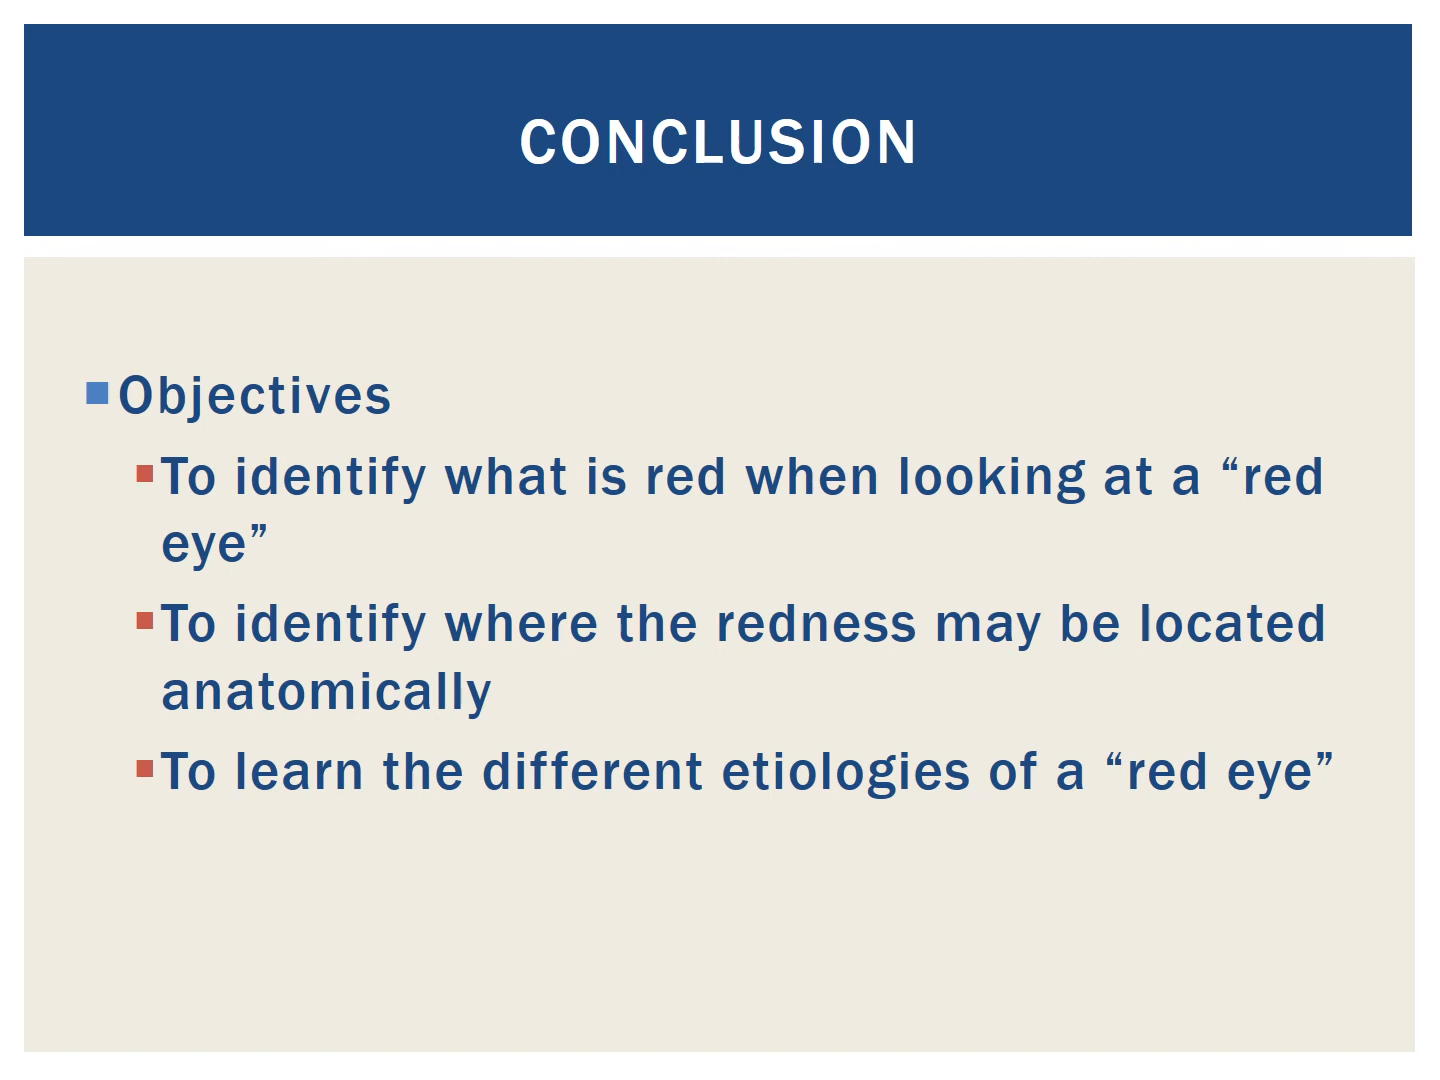 CONCLUSION
Objectives
To identify what is red when looking at a “red
eye”
To identify where the redness may be located
anatomically
To learn the different etiologies of a “red eye”